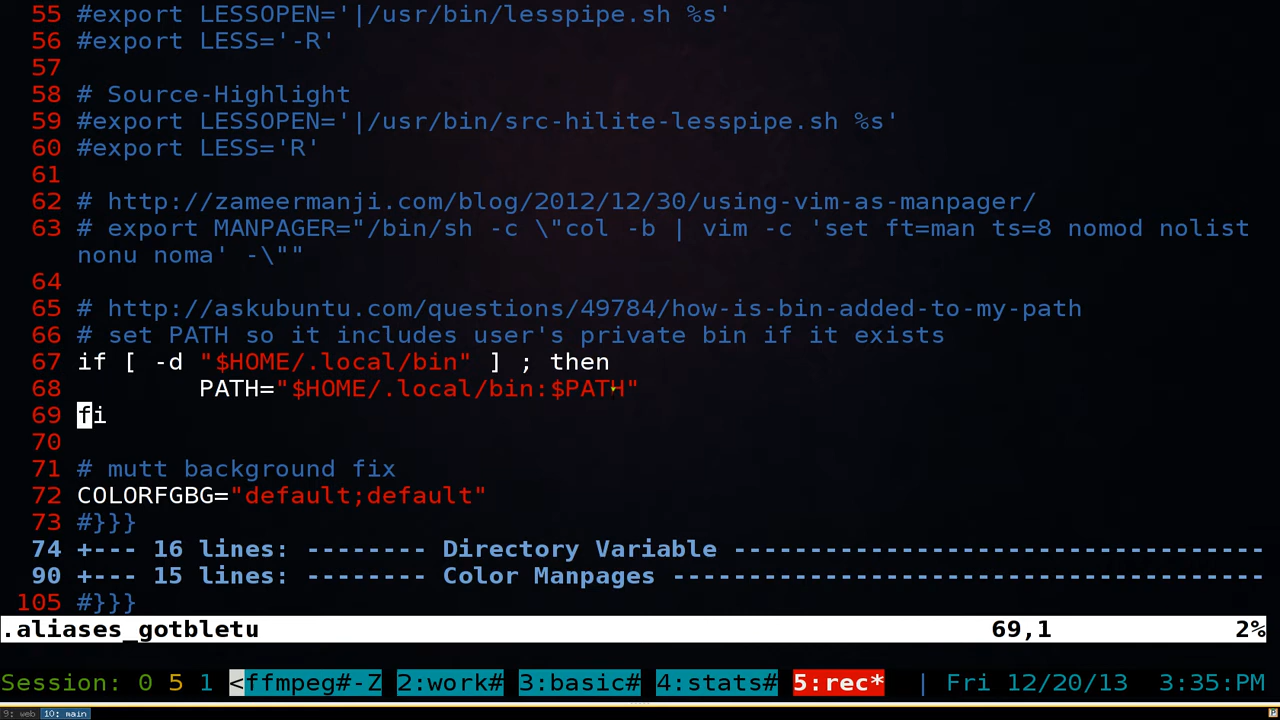 55 #export LESSOPEN='|/usr/bin/lesspipe.sh %s'
56 #export LESS='-R'
57
58 # Source-Highlight
59 #export LESSOPEN='|/usr/bin/src-hilite-lesspipe.sh %s'
60 #export LESS='R'
61
62 # http://zameermanji.com/blog/2012/12/30/using-vim-as-manpager/
63 # export MANPAGER="/bin/sh -c \"col -b | vim -c 'set ft=man ts=8 nomod nolist
nonu noma' -\""
64
65 # http://askubuntu.com/questions/49784/how-is-bin-added-to-my-path
66 # set PATH so it includes user's private bin if it exists
67 if [ -d "$HOME/.local/bin" ] ; then
68         PATH="$HOME/.local/bin:$PATH"
69 fi
70
71 # mutt background fix
72 COLORFGBG="default;default"
73 #}}}
74 +--- 16 lines: -------- Directory Variable -----------------------------------
90 +--- 15 lines: -------- Color Manpages ---------------------------------------
105 #}}}
.aliases_gotbletu 69,1 2%
Session: 0 5 1 <ffmpeg#-Z 2:work# 3:basic# 4:stats# 5:rec* | Fri 12/20/13 3:35:PM
9: web 10: main